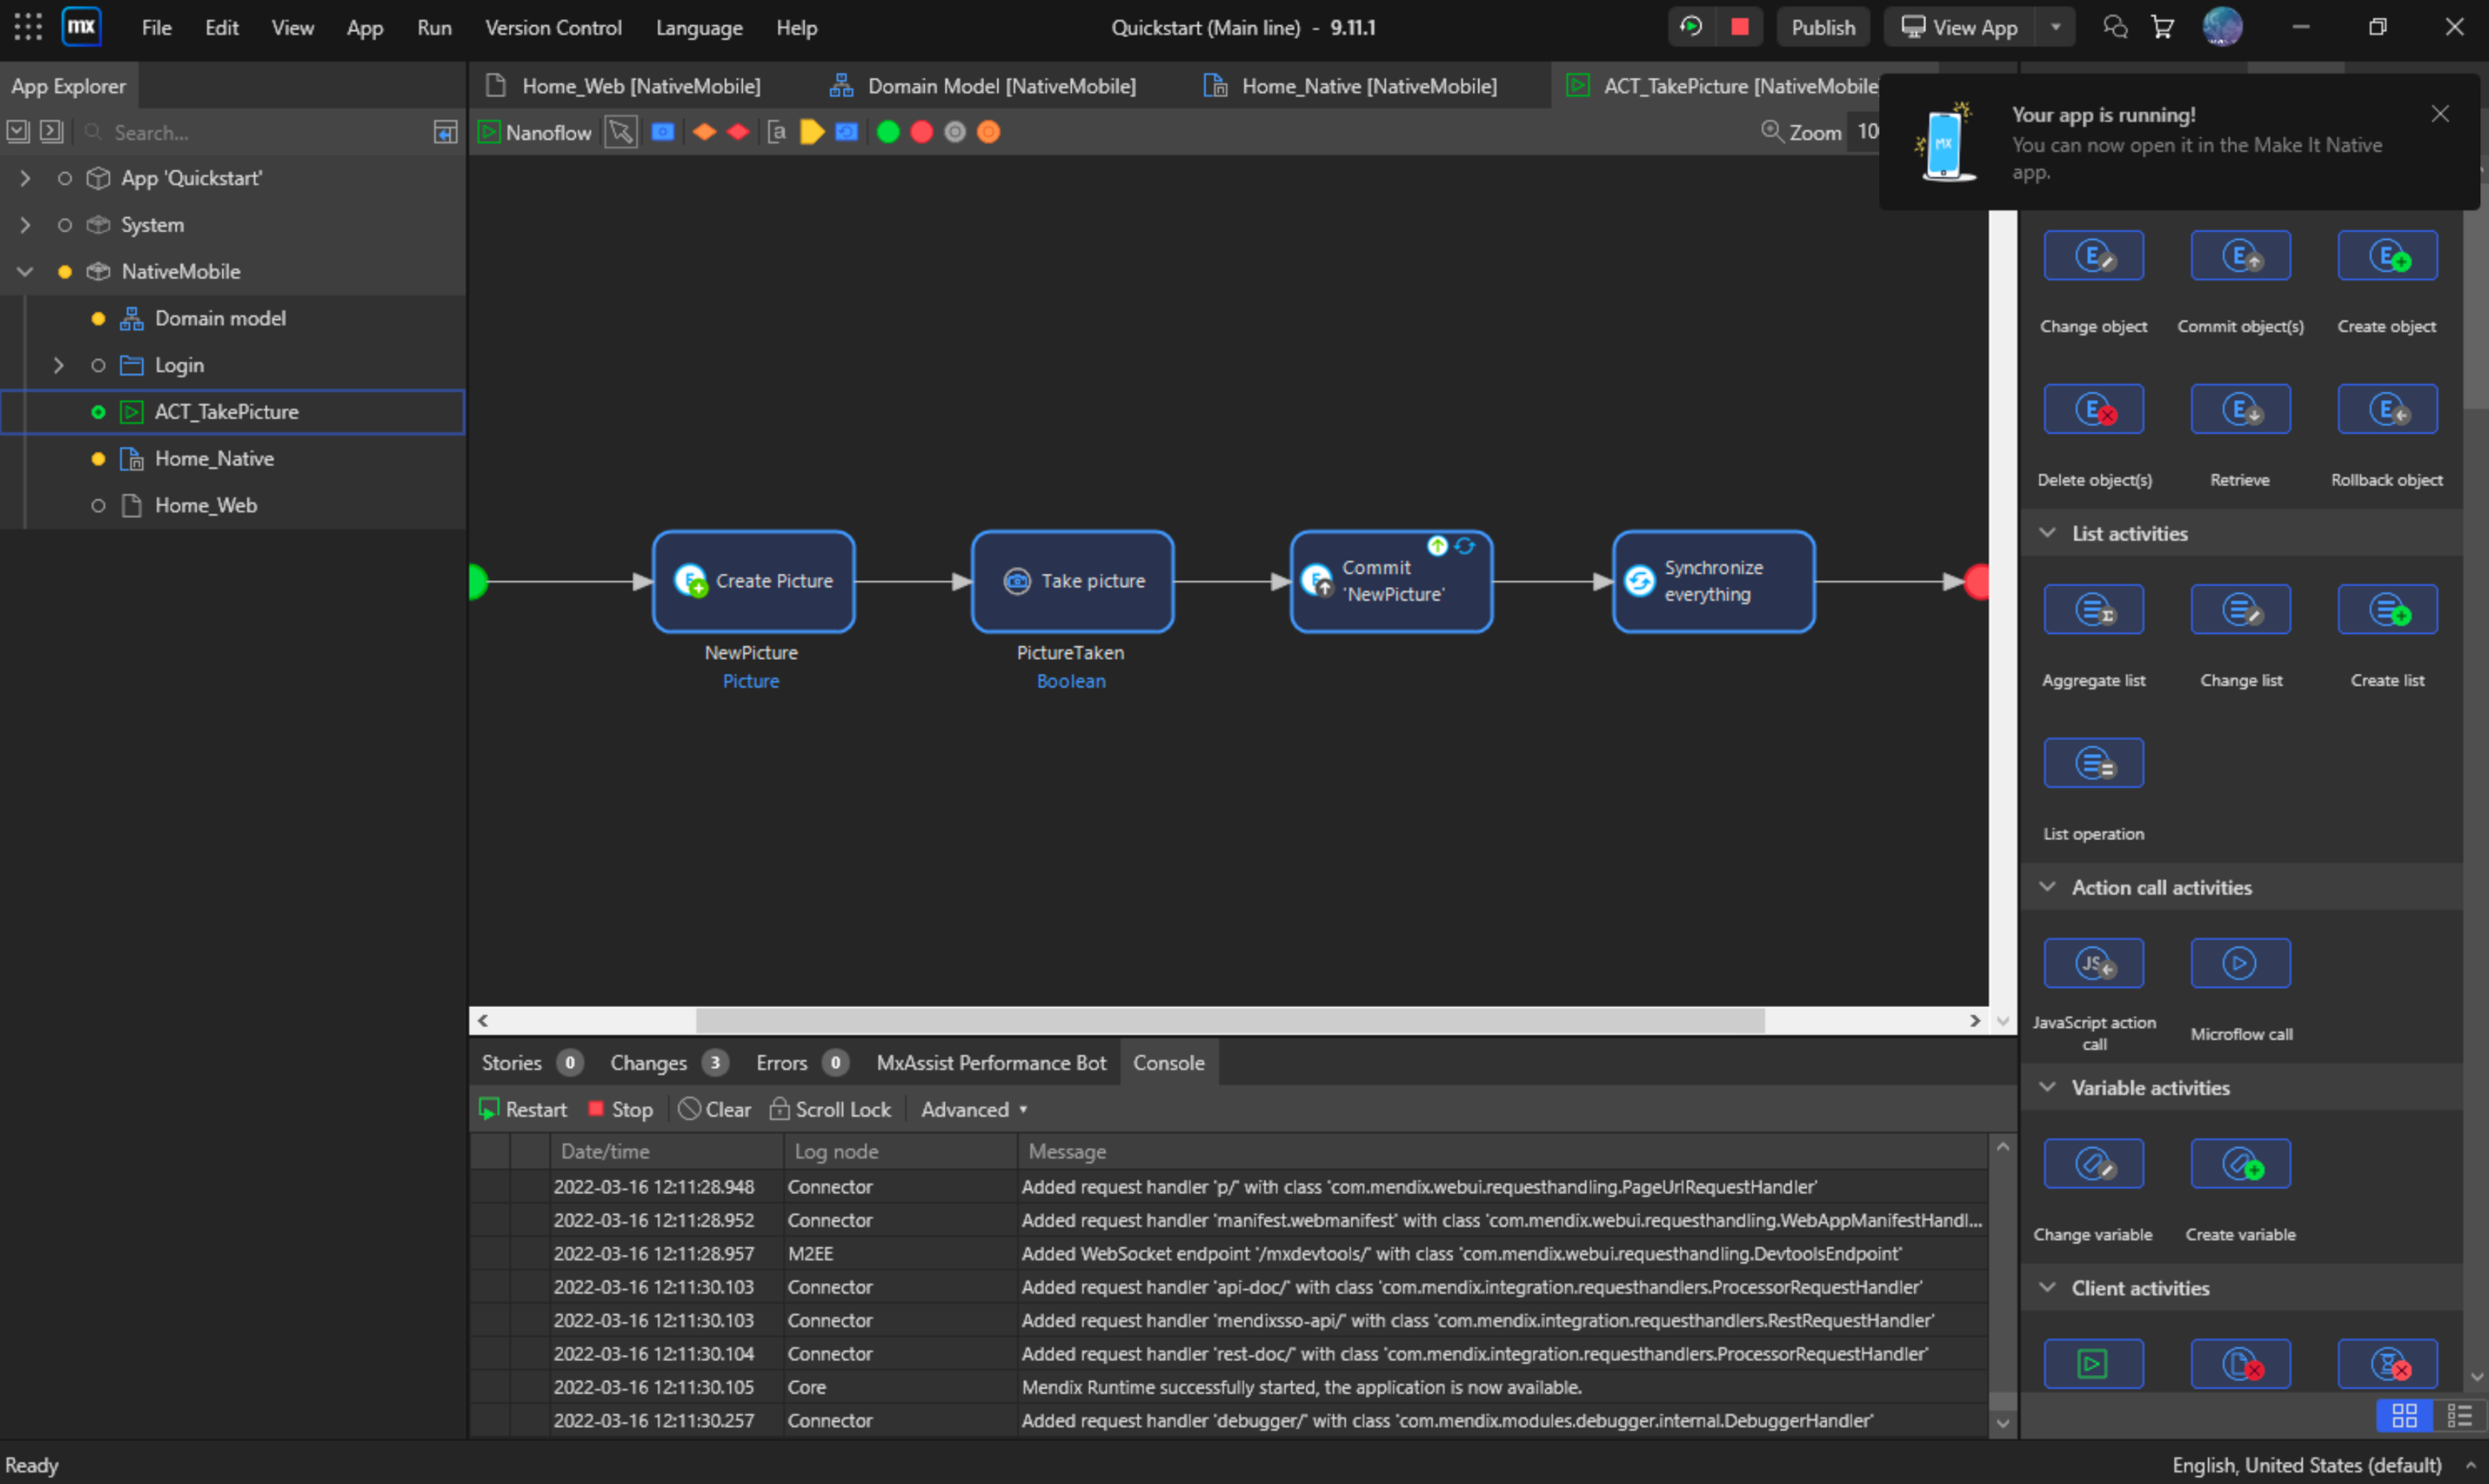 mx File Edit View App Run Version Control Language Help Quickstart (Main line) - 9.11.1 Publish View App
App Explorer
Home_Web [NativeMobile] Domain Model [NativeMobile] Home_Native [NativeMobile] ACT_TakePicture [NativeMobile
Search...
Nanoflow
a
Zoom 10
Your app is running!
You can now open it in the Make It Native
app.
MX
App 'Quickstart'
System
NativeMobile
Domain model
Login
ACT_TakePicture
Home_Native
Home_Web
Create Picture
NewPicture
Picture
Take picture
PictureTaken
Boolean
Commit
'NewPicture'
Synchronize
everything
Change object Commit object(s) Create object
Delete object(s) Retrieve Rollback object
List activities
Aggregate list Change list Create list
List operation
Action call activities
JavaScript action
call
Microflow call
Variable activities
Change variable Create variable
Client activities
Stories 0 Changes 3 Errors 0 MxAssist Performance Bot Console
Restart Stop Clear Scroll Lock Advanced
Date/time Log node Message
2022-03-16 12:11:28.948 Connector Added request handler 'p/' with class 'com.mendix.webui.requesthandling.PageUrlRequestHandler'
2022-03-16 12:11:28.952 Connector Added request handler 'manifest.webmanifest' with class 'com.mendix.webui.requesthandling.WebAppManifestHandl...
2022-03-16 12:11:28.957 M2EE Added WebSocket endpoint '/mxdevtools/' with class 'com.mendix.webui.requesthandling.DevtoolsEndpoint'
2022-03-16 12:11:30.103 Connector Added request handler 'api-doc/' with class 'com.mendix.integration.requesthandlers.ProcessorRequestHandler'
2022-03-16 12:11:30.103 Connector Added request handler 'mendixsso-api/' with class 'com.mendix.integration.requesthandlers.RestRequestHandler'
2022-03-16 12:11:30.104 Connector Added request handler 'rest-doc/' with class 'com.mendix.integration.requesthandlers.ProcessorRequestHandler'
2022-03-16 12:11:30.105 Core Mendix Runtime successfully started, the application is now available.
2022-03-16 12:11:30.257 Connector Added request handler 'debugger/' with class 'com.mendix.modules.debugger.internal.DebuggerHandler'
Ready
English, United States (default)